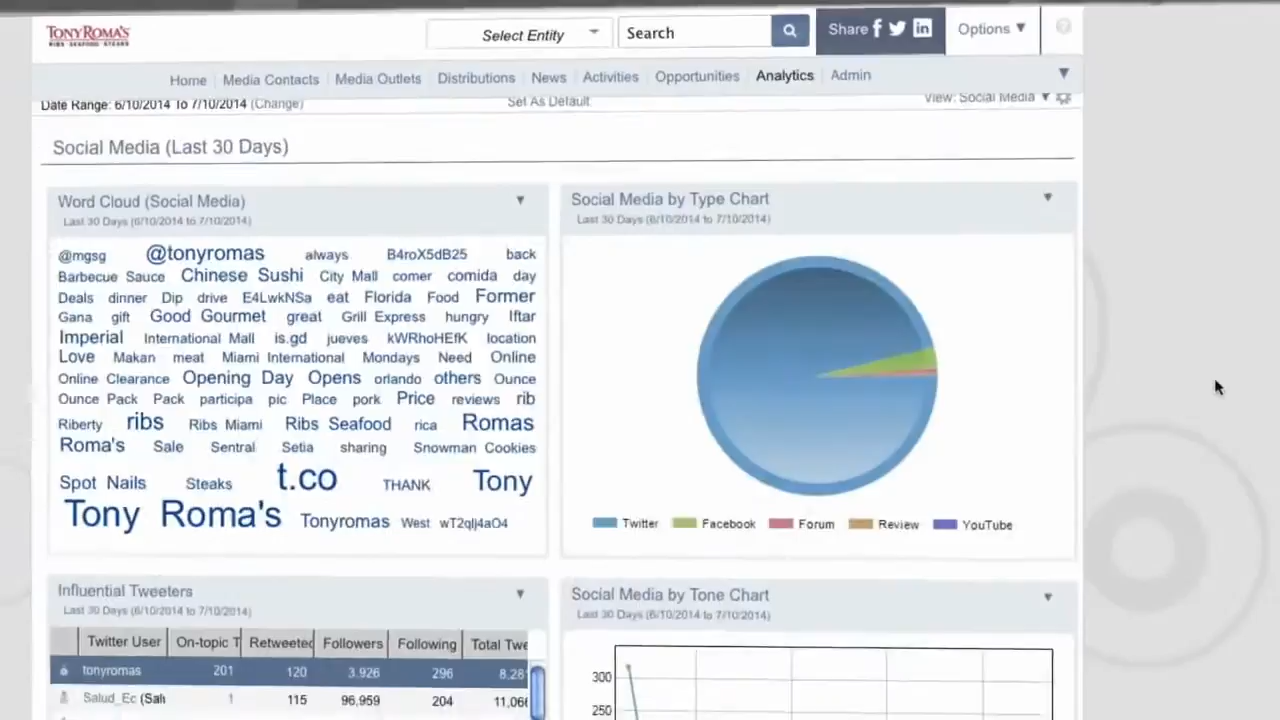 TONY ROMA'S
RIBS · SEAFOOD · STEAKS
Select Entity
Search
Share
Options
Home Media Contacts Media Outlets Distributions News Activities Opportunities Analytics Admin
Date Range: 6/10/2014 To 7/10/2014 (Change)
Set As Default
View: Social Media
Social Media (Last 30 Days)
Word Cloud (Social Media)
Last 30 Days (6/10/2014 to 7/10/2014)
@mgsg @tonyromas always B4roX5dB25 back
Barbecue Sauce Chinese Sushi City Mall comer comida day
Deals dinner Dip drive E4LwkNSa eat Florida Food Former
Gana gift Good Gourmet great Grill Express hungry Iftar
Imperial International Mall is.gd jueves kWRhoHEfK location
Love Makan meat Miami International Mondays Need Online
Online Clearance Opening Day Opens orlando others Ounce
Ounce Pack Pack participa pic Place pork Price reviews rib
Riberty ribs Ribs Miami Ribs Seafood rica Romas
Roma's Sale Sentral Setia sharing Snowman Cookies
Spot Nails Steaks t.co THANK Tony
Tony Roma's Tonyromas West wT2qlj4aO4
Social Media by Type Chart
Last 30 Days (6/10/2014 to 7/10/2014)
Twitter Facebook Forum Review YouTube
Influential Tweeters
Last 30 Days (6/10/2014 to 7/10/2014)
Twitter User On-topic T Retweeted Followers Following Total Twe
tonyromas 201 120 3,926 296 8,28
Salud_Ec (Salu 1 115 96,959 204 11,06
Social Media by Tone Chart
Last 30 Days (6/10/2014 to 7/10/2014)
300
250